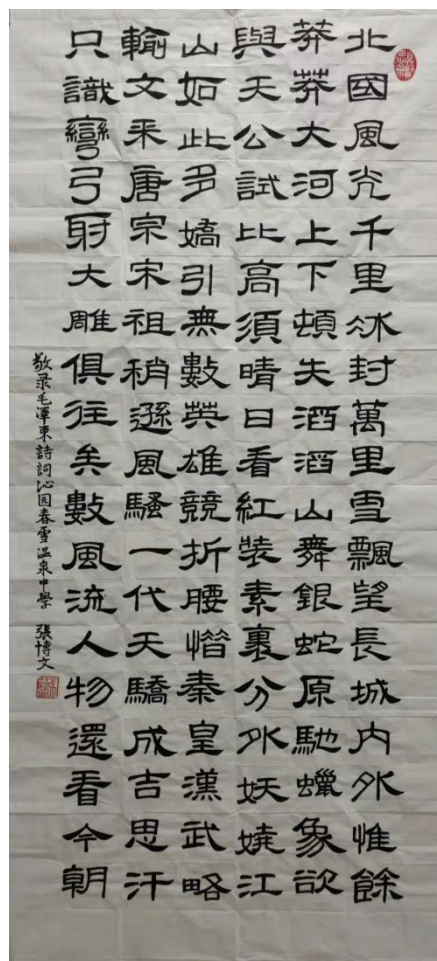 北國風光千里冰封萬里雪飄望長城內外惟餘
莽莽大河上下頓失滔滔山舞銀蛇原馳蠟象欲
與天公試比高須晴日看紅裝素裹分外妖嬈江
山如此多嬌引無數英雄競折腰惜秦皇漢武略
輸文采唐宗宋祖稍遜風騷一代天驕成吉思汗
只識彎弓射大雕俱往矣數風流人物還看今朝
敬录毛澤東詩詞沁园春雪溫泉中學 張博文